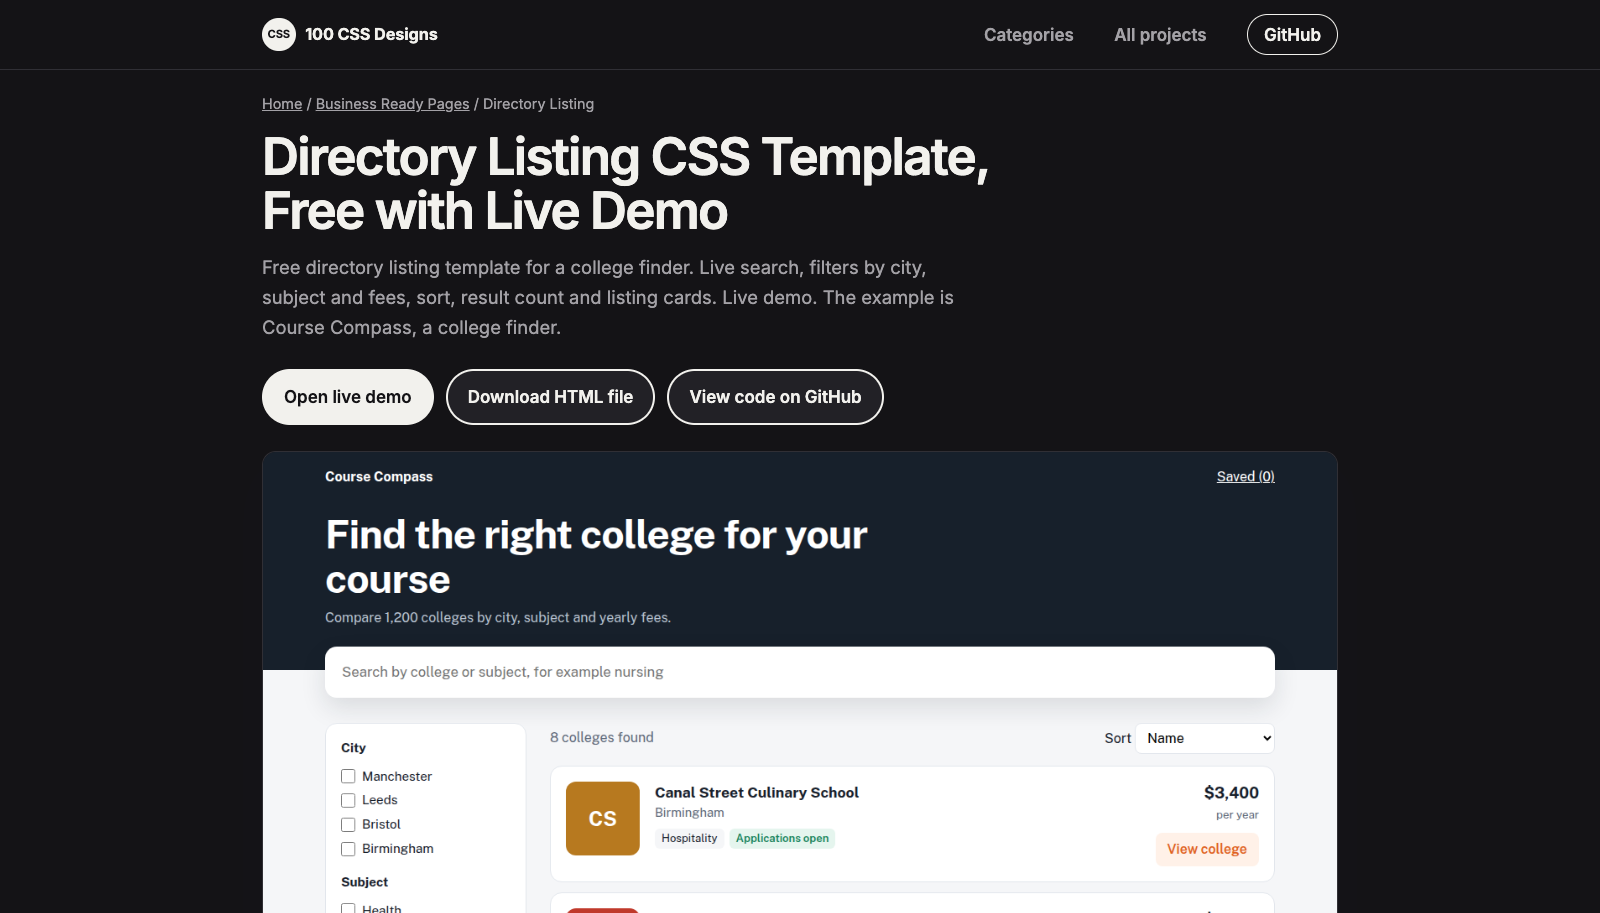 CSS 100 CSS Designs
Categories All projects GitHub
Home / Business Ready Pages / Directory Listing
Directory Listing CSS Template,
Free with Live Demo
Free directory listing template for a college finder. Live search, filters by city,
subject and fees, sort, result count and listing cards. Live demo. The example is
Course Compass, a college finder.
Open live demo Download HTML file View code on GitHub
Course Compass Saved (0)
Find the right college for your
course
Compare 1,200 colleges by city, subject and yearly fees.
Search by college or subject, for example nursing
City
Manchester
Leeds
Bristol
Birmingham
Subject
Health
8 colleges found Sort Name
CS
Canal Street Culinary School
Birmingham
Hospitality Applications open
$3,400
per year
View college